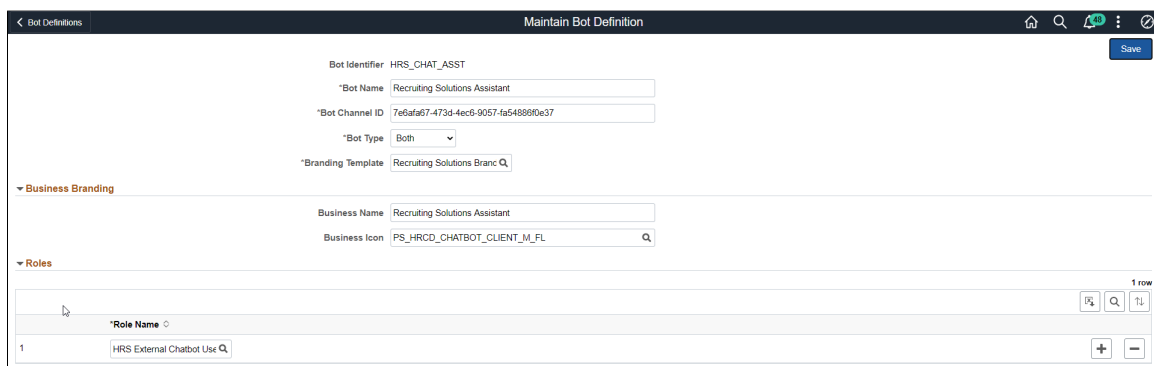 Bot Definitions
Maintain Bot Definition
48
Save
Bot Identifier HRS_CHAT_ASST
*Bot Name Recruiting Solutions Assistant
*Bot Channel ID 7e6afa67-473d-4ec6-9057-fa54886f0e37
*Bot Type Both
*Branding Template Recruiting Solutions Branc
Business Branding
Business Name Recruiting Solutions Assistant
Business Icon PS_HRCD_CHATBOT_CLIENT_M_FL
Roles
1 row
*Role Name
1 HRS External Chatbot Use